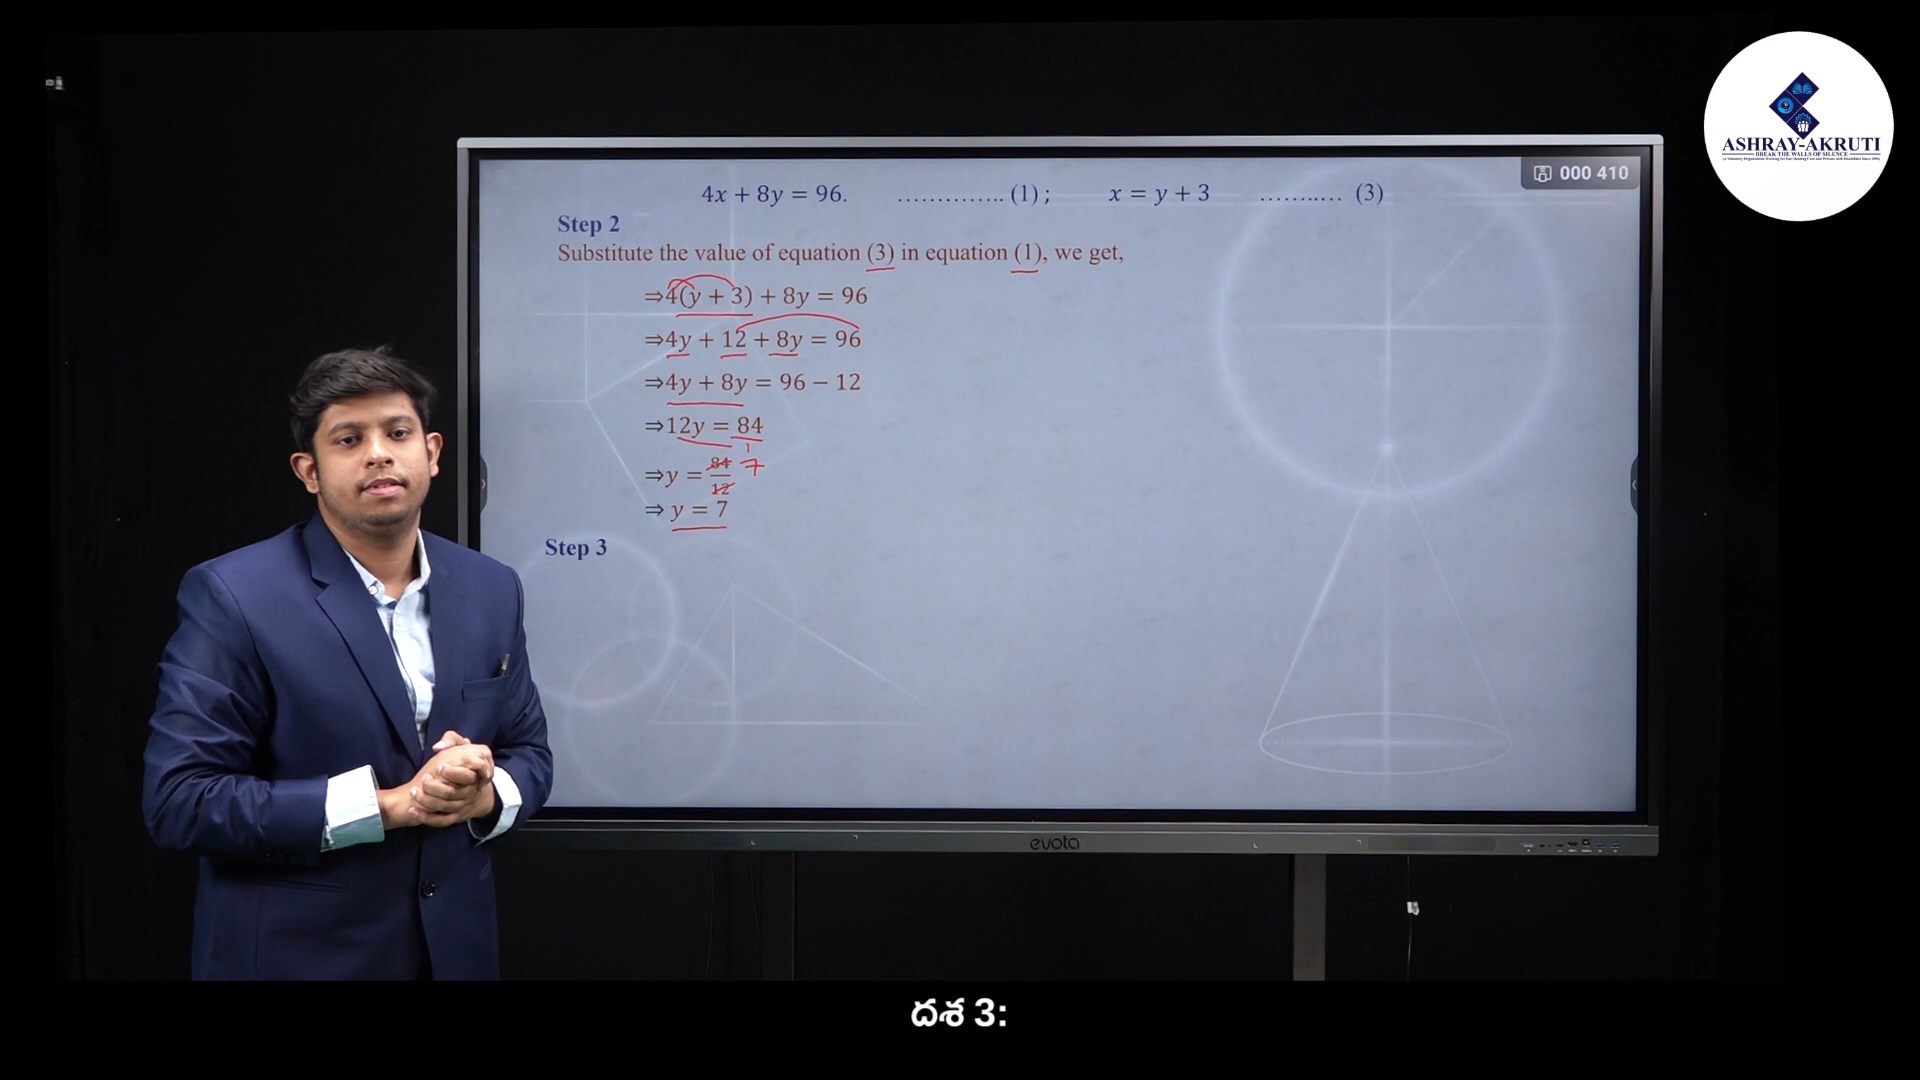 000 410
4x + 8y = 96. ………….. (1) ; x = y + 3 ……..… (3)
Step 2
Substitute the value of equation (3) in equation (1), we get,
⇒4(y + 3) + 8y = 96
⇒4y + 12 + 8y = 96
⇒4y + 8y = 96 − 12
⇒12y = 84
⇒y = 84/12 7
⇒ y = 7
Step 3
evota
ASHRAY-AKRUTI
BREAK THE WALLS OF SILENCE
దశ 3: